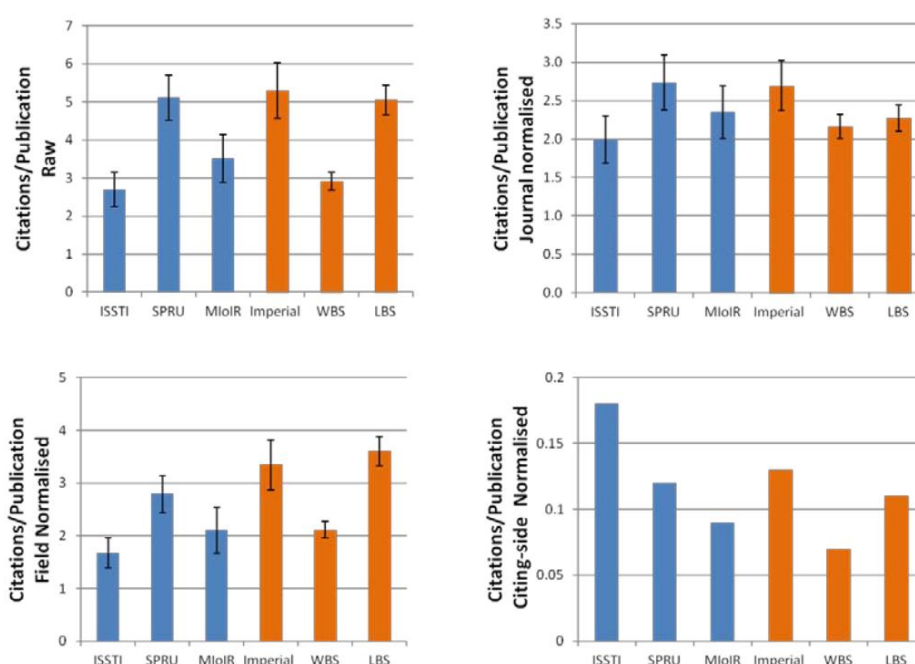 Citations/Publication
Raw
7
6
5
4
3
2
1
0
ISSTI SPRU MIoIR Imperial WBS LBS
Citations/Publication
Journal normalised
3.5
3.0
2.5
2.0
1.5
1.0
0.5
0.0
ISSTI SPRU MIoIR Imperial WBS LBS
Citations/Publication
Field Normalised
5
4
3
2
1
0
ISSTI SPRU MIoIR Imperial WBS LBS
Citations/Publication
Citing-side Normalised
0.2
0.15
0.1
0.05
0
ISSTI SPRU MIoIR Imperial WBS LBS